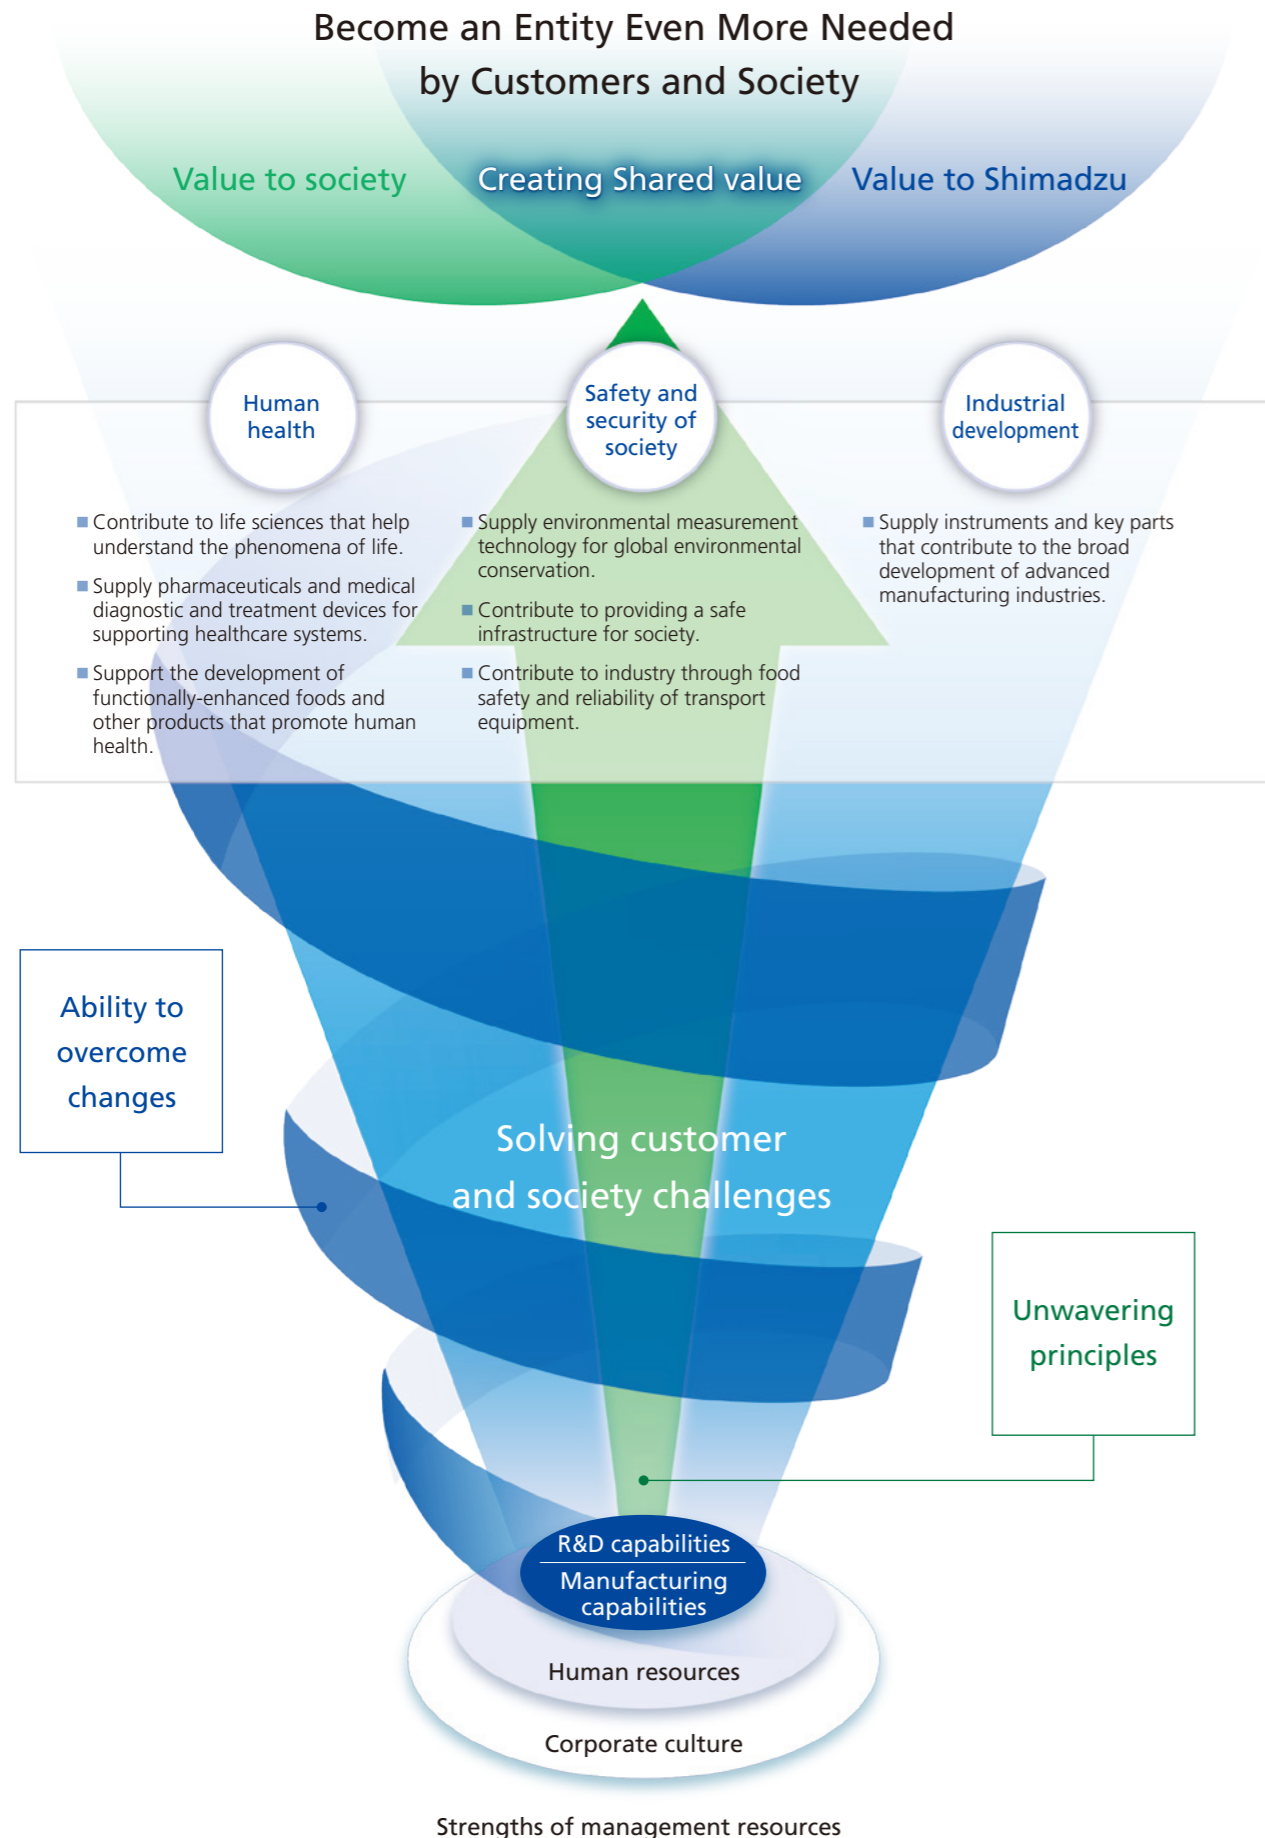 Become an Entity Even More Needed
by Customers and Society
Value to society
Creating Shared value
Value to Shimadzu
Human
health
Safety and
security of
society
Industrial
development
■ Contribute to life sciences that help
understand the phenomena of life.
■ Supply pharmaceuticals and medical
diagnostic and treatment devices for
supporting healthcare systems.
■ Support the development of
functionally-enhanced foods and
other products that promote human
health.
■ Supply environmental measurement
technology for global environmental
conservation.
■ Contribute to providing a safe
infrastructure for society.
■ Contribute to industry through food
safety and reliability of transport
equipment.
■ Supply instruments and key parts
that contribute to the broad
development of advanced
manufacturing industries.
Ability to
overcome
changes
Solving customer
and society challenges
Unwavering
principles
R&D capabilities
Manufacturing
capabilities
Human resources
Corporate culture
Strengths of management resources